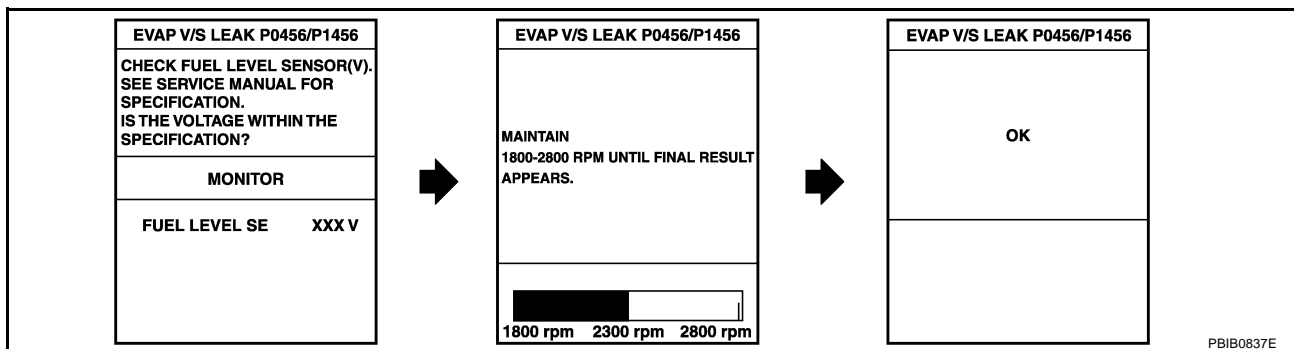 EVAP V/S LEAK P0456/P1456
CHECK FUEL LEVEL SENSOR(V).
SEE SERVICE MANUAL FOR
SPECIFICATION.
IS THE VOLTAGE WITHIN THE
SPECIFICATION?
MONITOR
FUEL LEVEL SE XXX V
EVAP V/S LEAK P0456/P1456
MAINTAIN
1800-2800 RPM UNTIL FINAL RESULT
APPEARS.
1800 rpm 2300 rpm 2800 rpm
EVAP V/S LEAK P0456/P1456
OK
PBIB0837E